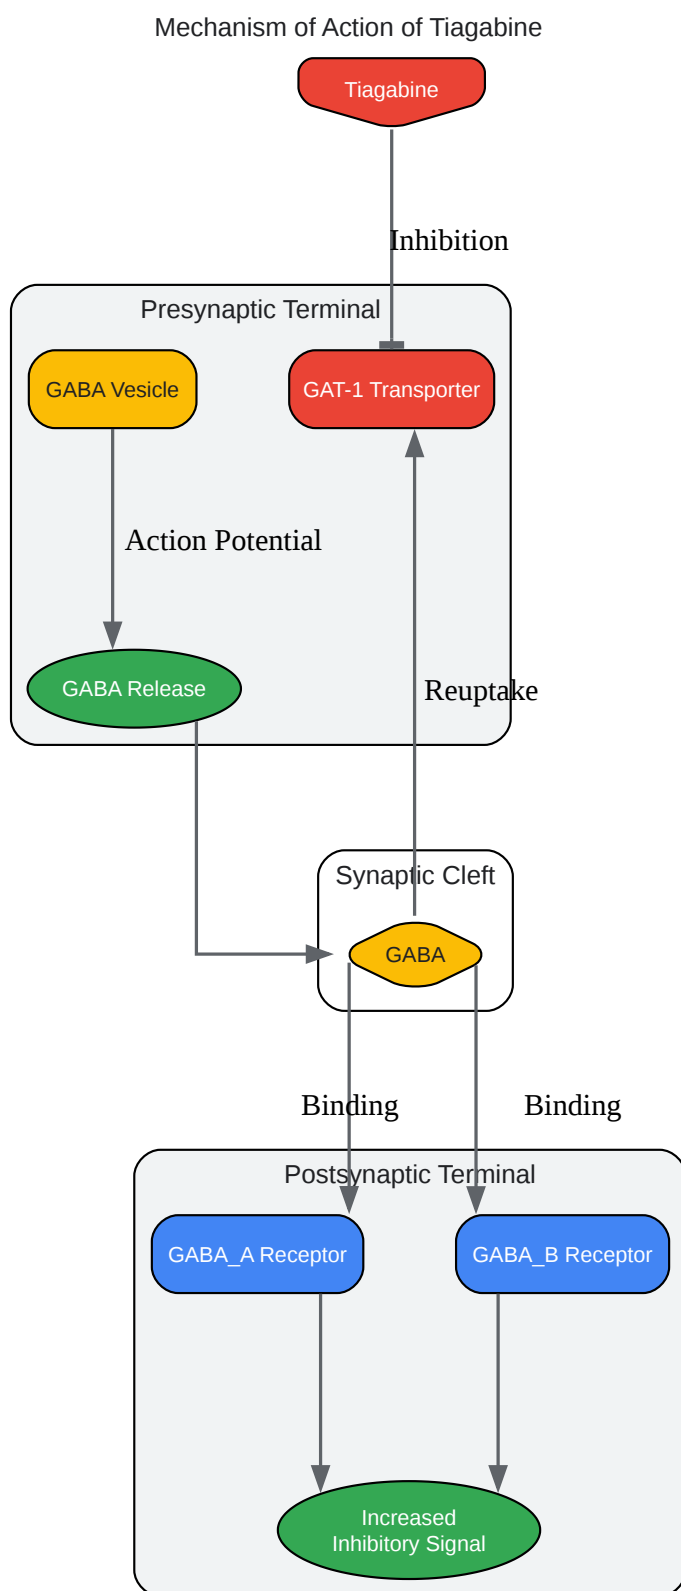 Mechanism of Action of Tiagabine
Tiagabine
Inhibition
Presynaptic Terminal
GABA Vesicle
GAT-1 Transporter
Action Potential
GABA Release
Reuptake
Synaptic Cleft
GABA
Binding
Binding
Postsynaptic Terminal
GABA_A Receptor
GABA_B Receptor
Increased
Inhibitory Signal